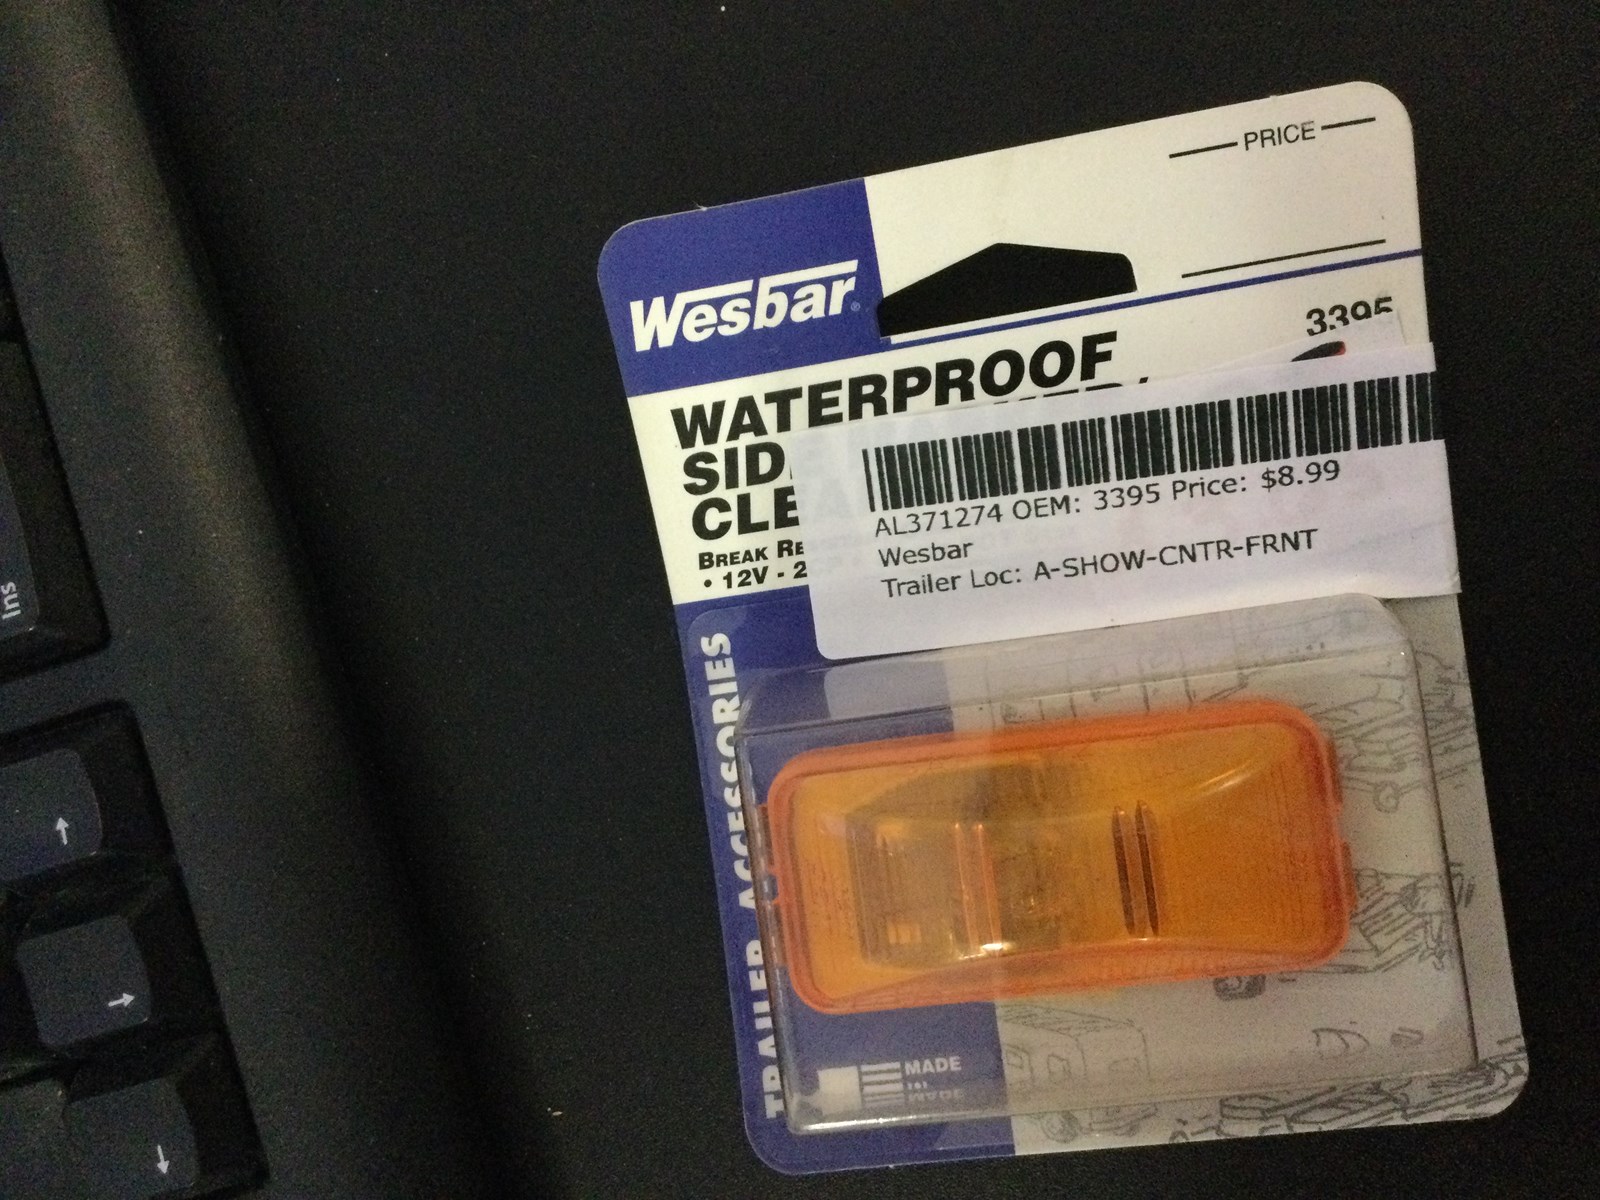 PRICE
Wesbar®
3395
WATERPROOF
SID
CLE
BREAK RE
• 12V - 2
AL371274 OEM: 3395 Price: $8.99
Wesbar
Trailer Loc: A-SHOW-CNTR-FRNT
TRAILER ACCESSORIES
MADE
Ins
↑
→
↓